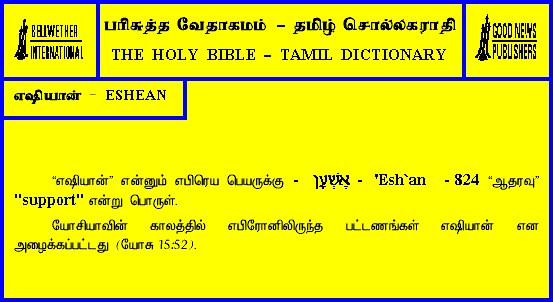 BELLWETHER
INTERNATIONAL
பரிசுத்த வேதாகமம் – தமிழ் சொல்லகராதி
THE HOLY BIBLE – TAMIL DICTIONARY
GOOD NEWS
PUBLISHERS
எஷியான் – ESHEAN
“எஷியான்” என்னும் எபிரெய பெயருக்கு - אֶשְׁעָן - 'Esh`an - 824 “ஆதரவு”
"support" என்று பொருள்.
யோசியாவின் காலத்தில் எபிரோனிலிருந்த பட்டணங்கள் எஷியான் என
அழைக்கப்பட்டது (யோசு 15:52).